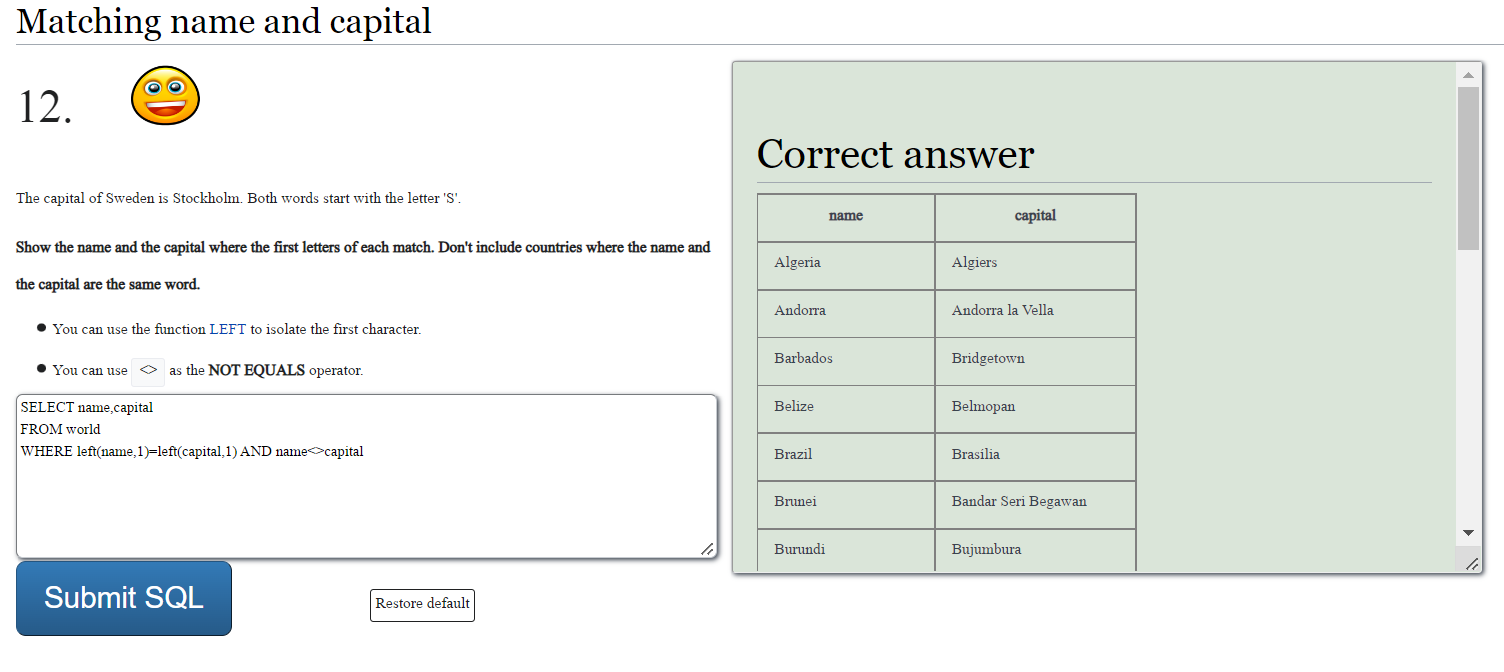 Matching name and capital
12.
The capital of Sweden is Stockholm. Both words start with the letter 'S'.
Show the name and the capital where the first letters of each match. Don't include countries where the name and
the capital are the same word.
You can use the function LEFT to isolate the first character.
You can use <> as the NOT EQUALS operator.
SELECT name,capital
FROM world
WHERE left(name,1)=left(capital,1) AND name<>capital
Submit SQL
Restore default
Correct answer
name capital
Algeria Algiers
Andorra Andorra la Vella
Barbados Bridgetown
Belize Belmopan
Brazil Brasilia
Brunei Bandar Seri Begawan
Burundi Bujumbura